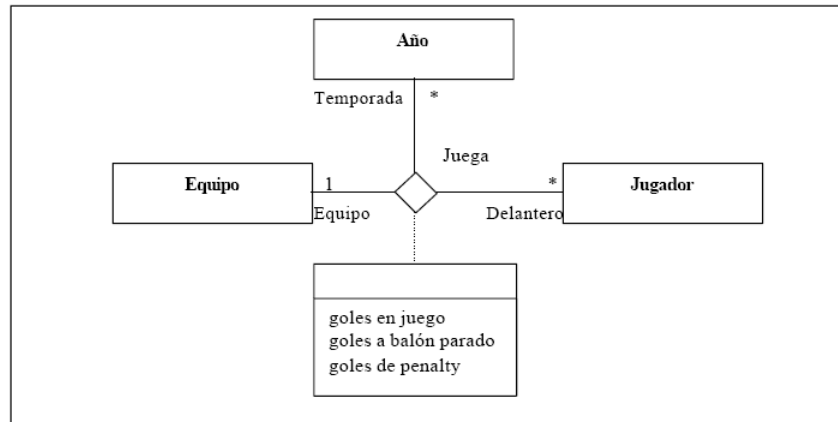 Año
Temporada *
Juega
Equipo 1 * Jugador
Equipo Delantero
goles en juego
goles a balón parado
goles de penalty